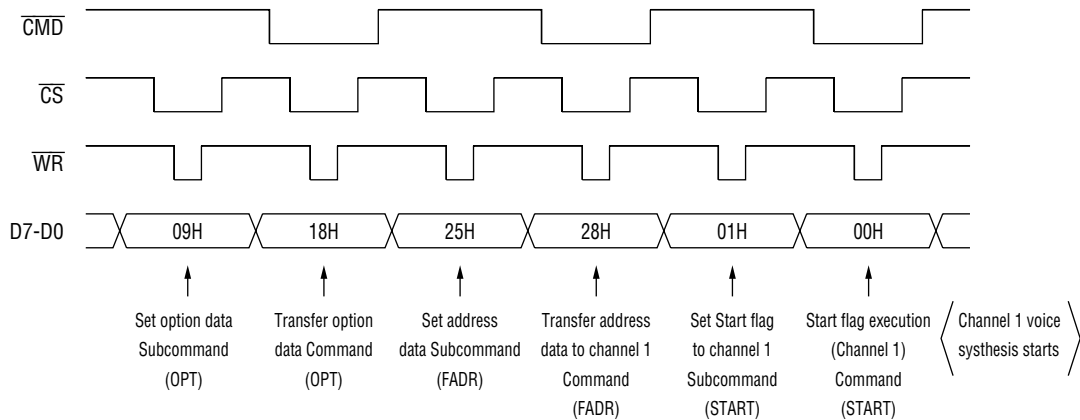 CMD
CS
WR
D7-D0
09H
18H
25H
28H
01H
00H
Set option data
Subcommand
(OPT)
Transfer option
data Command
(OPT)
Set address
data Subcommand
(FADR)
Transfer address
data to channel 1
Command
(FADR)
Set Start flag
to channel 1
Subcommand
(START)
Start flag execution
(Channel 1)
Command
(START)
Channel 1 voice
systhesis starts